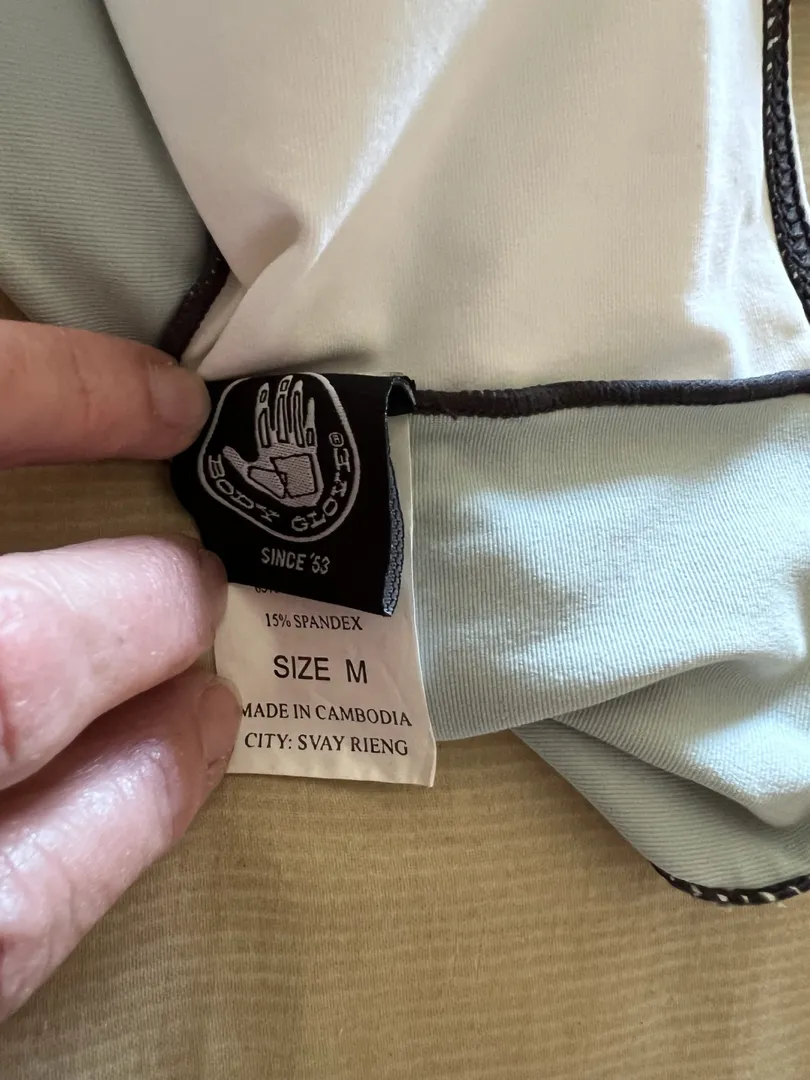 BODY GLOVE®
SINCE '53
15% SPANDEX
SIZE M
MADE IN CAMBODIA
CITY: SVAY RIENG